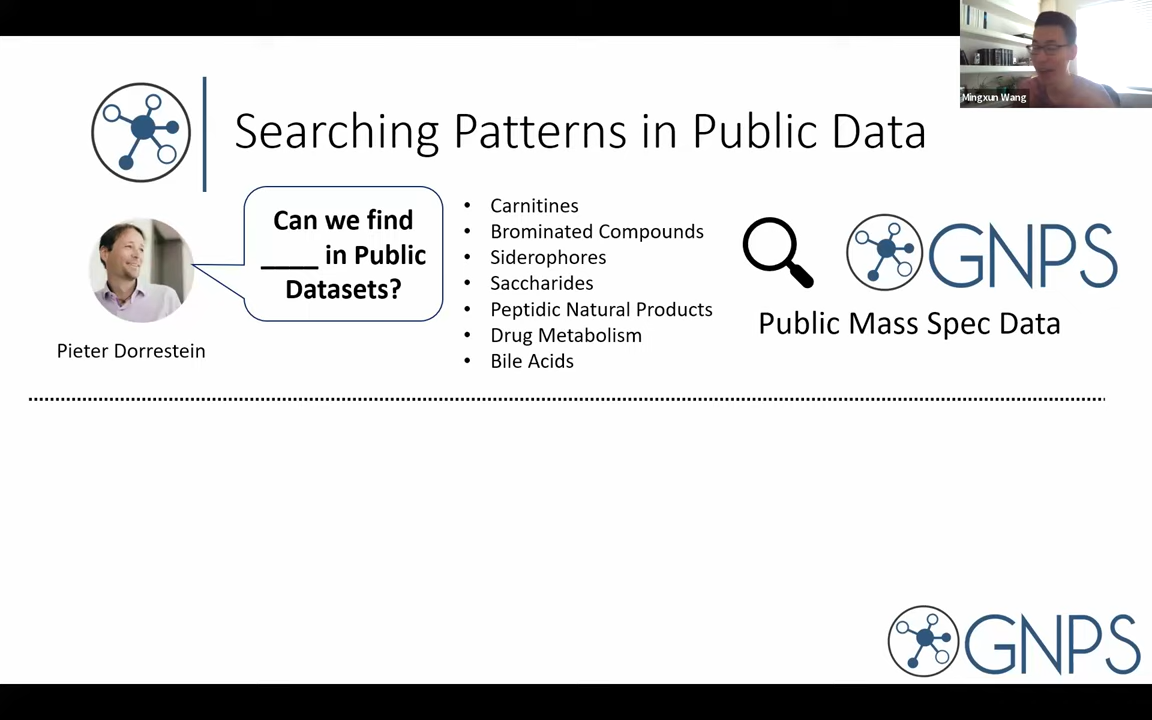 Mingxun Wang
Searching Patterns in Public Data
Can we find
____ in Public
Datasets?
Pieter Dorrestein
• Carnitines
• Brominated Compounds
• Siderophores
• Saccharides
• Peptidic Natural Products
• Drug Metabolism
• Bile Acids
GNPS
Public Mass Spec Data
GNPS